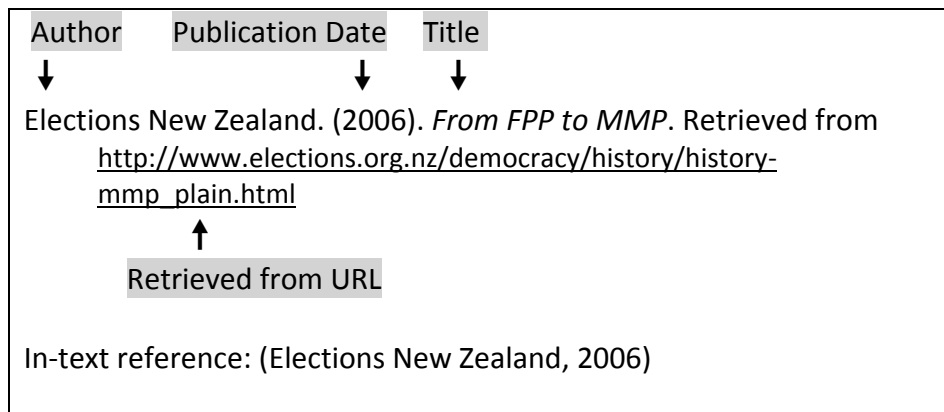 Author Publication Date Title
Elections New Zealand. (2006). From FPP to MMP. Retrieved from
http://www.elections.org.nz/democracy/history/history-
mmp_plain.html
Retrieved from URL
In-text reference: (Elections New Zealand, 2006)